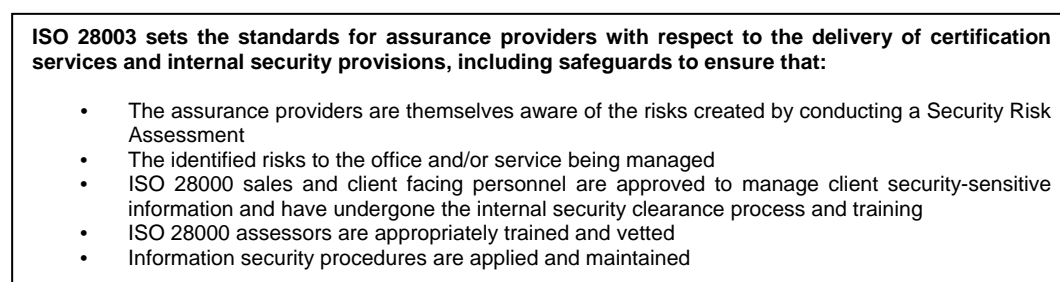 ISO 28003 sets the standards for assurance providers with respect to the delivery of certification
services and internal security provisions, including safeguards to ensure that:
• The assurance providers are themselves aware of the risks created by conducting a Security Risk
Assessment
• The identified risks to the office and/or service being managed
• ISO 28000 sales and client facing personnel are approved to manage client security-sensitive
information and have undergone the internal security clearance process and training
• ISO 28000 assessors are appropriately trained and vetted
• Information security procedures are applied and maintained